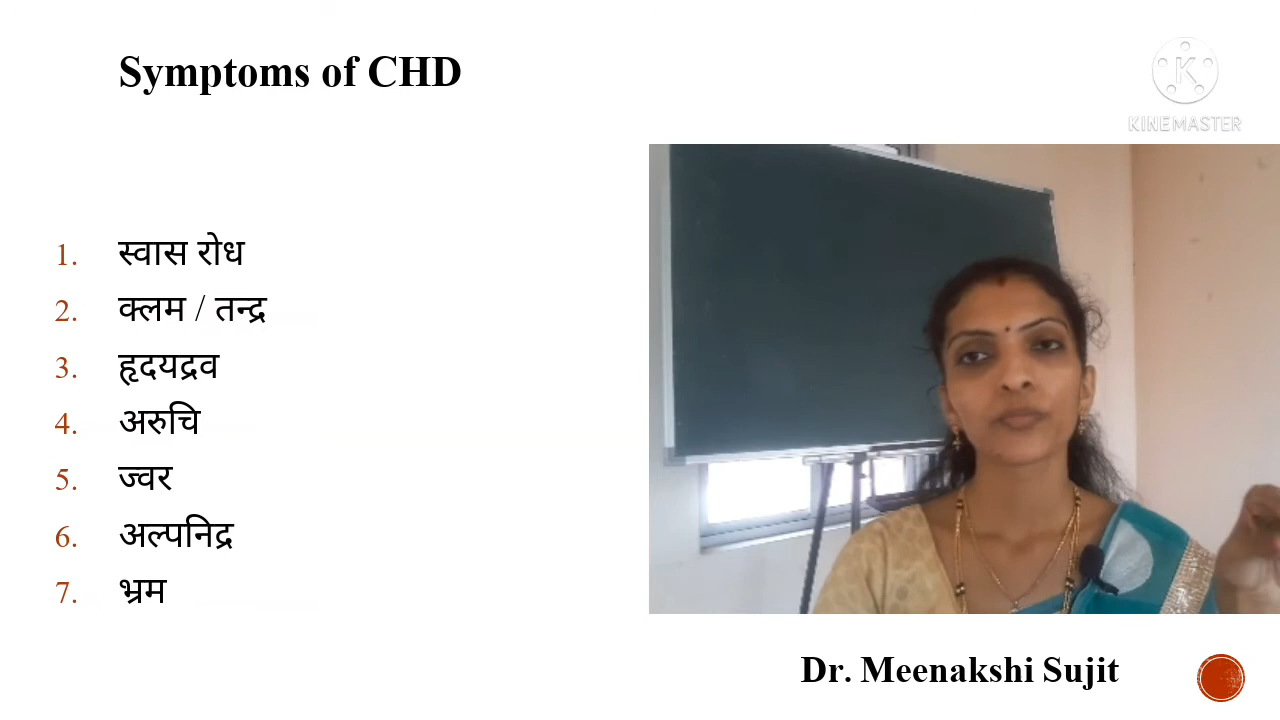 Symptoms of CHD
KINEMASTER
1. स्वास रोध
2. क्लम / तन्द्र
3. हृदयद्रव
4. अरुचि
5. ज्वर
6. अल्पनिद्र
7. भ्रम
Dr. Meenakshi Sujit